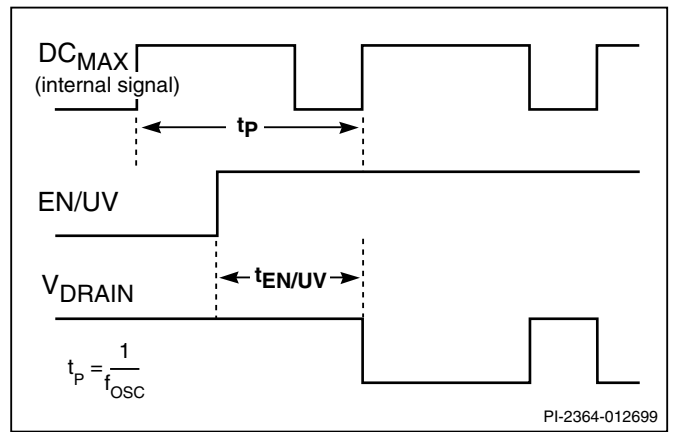 DCMAX
(internal signal)
tP
EN/UV
tEN/UV
VDRAIN
tP = 1
fOSC
PI-2364-012699